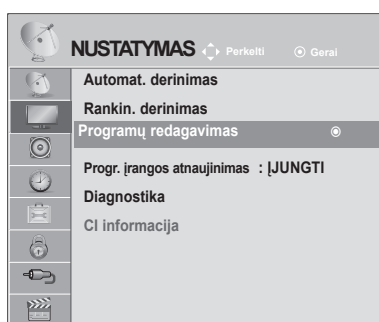 NUSTATYMAS Perkelti Gerai
Automat. derinimas
Rankin. derinimas
Programų redagavimas
Progr. įrangos atnaujinimas : ĮJUNGTI
Diagnostika
CI informacija